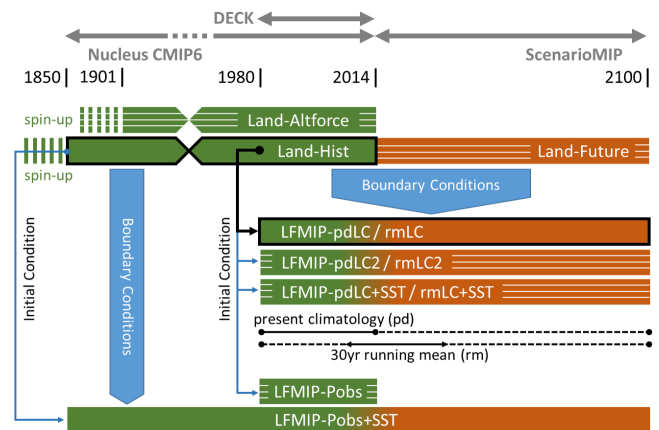 DECK
Nucleus CMIP6
ScenarioMIP
1850
1901
1980
2014
2100
spin-up
Land-Altforce
Land-Hist
Land-Future
spin-up
Boundary Conditions
Initial Condition
Boundary Conditions
Initial Condition
LFMIP-pdLC / rmLC
LFMIP-pdLC2 / rmLC2
LFMIP-pdLC+SST / rmLC+SST
present climatology (pd)
30yr running mean (rm)
LFMIP-Pobs
LFMIP-Pobs+SST